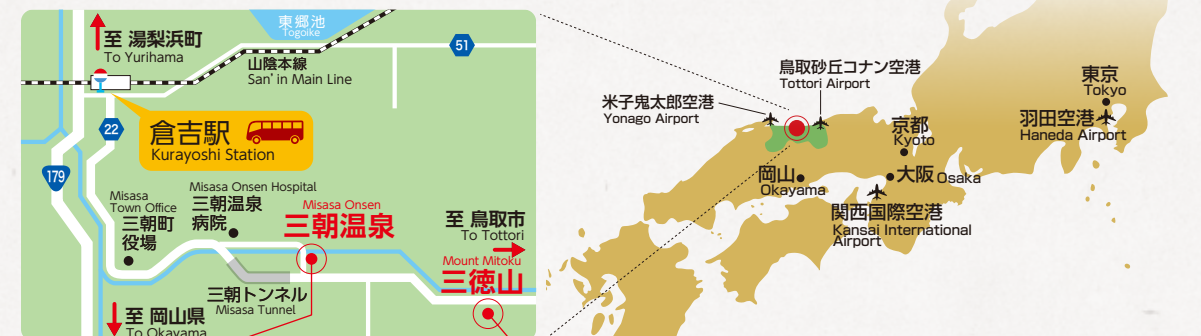 東郷池
Togoike
至 湯梨浜町
To Yurihama
51
山陰本線
San' in Main Line
22
倉吉駅
Kurayoshi Station
179
Misasa
Town Office
三朝町
役場
Misasa Onsen Hospital
三朝温泉
病院
Misasa Onsen
三朝温泉
至 鳥取市
To Tottori
Mount Mitoku
三徳山
三朝トンネル
Misasa Tunnel
至 岡山県
To Okayama
鳥取砂丘コナン空港
Tottori Airport
米子鬼太郎空港
Yonago Airport
東京
Tokyo
羽田空港
Haneda Airport
京都
Kyoto
岡山
Okayama
大阪 Osaka
関西国際空港
Kansai International
Airport